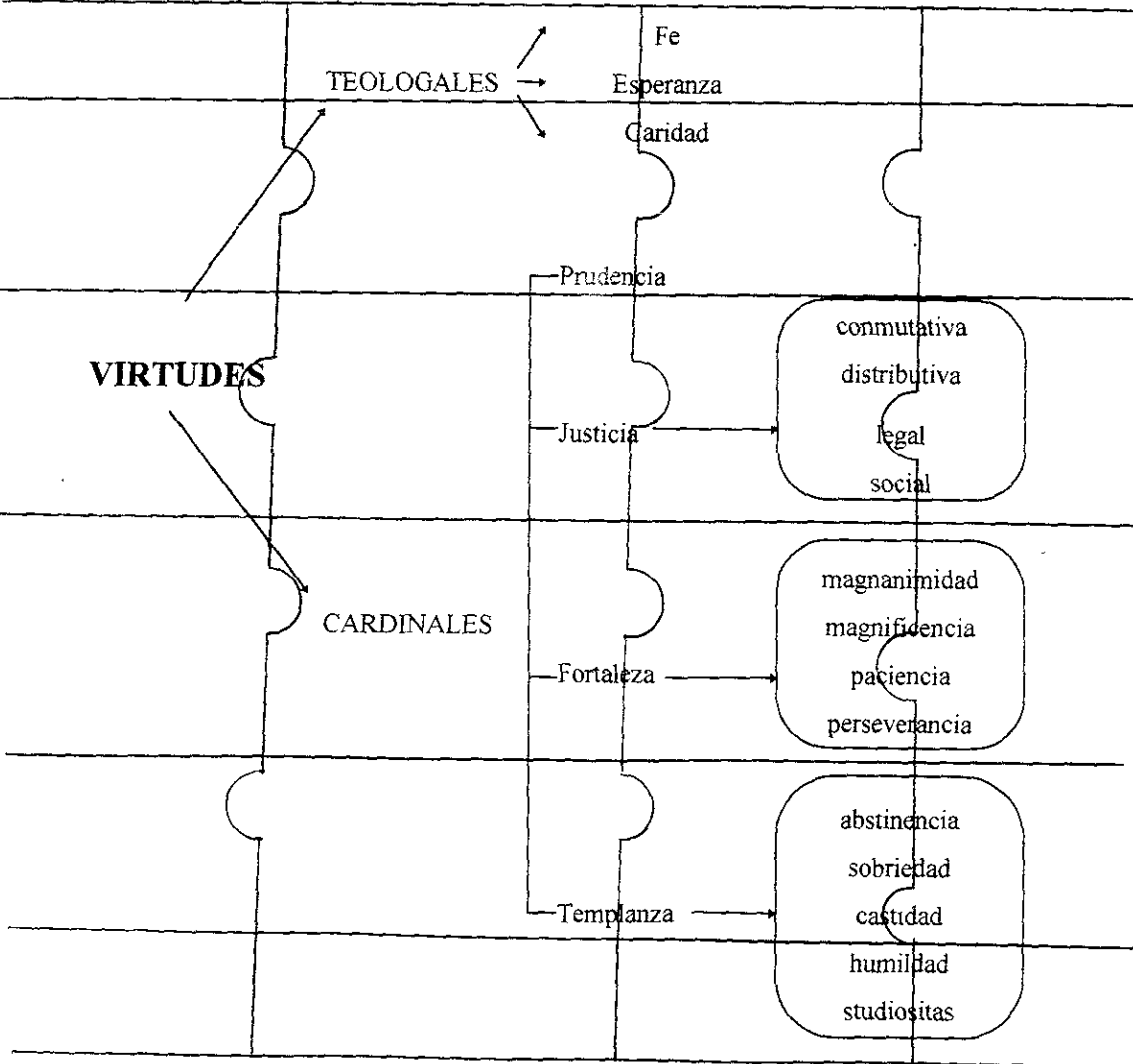 Fe
TEOLOGALES
Esperanza
Caridad
Prudencia
conmutativa
distributiva
VIRTUDES
Justicia
legal
social
magnanimidad
magnificencia
CARDINALES
Fortaleza
paciencia
perseverancia
abstinencia
sobriedad
Templanza
castidad
humildad
studiositas